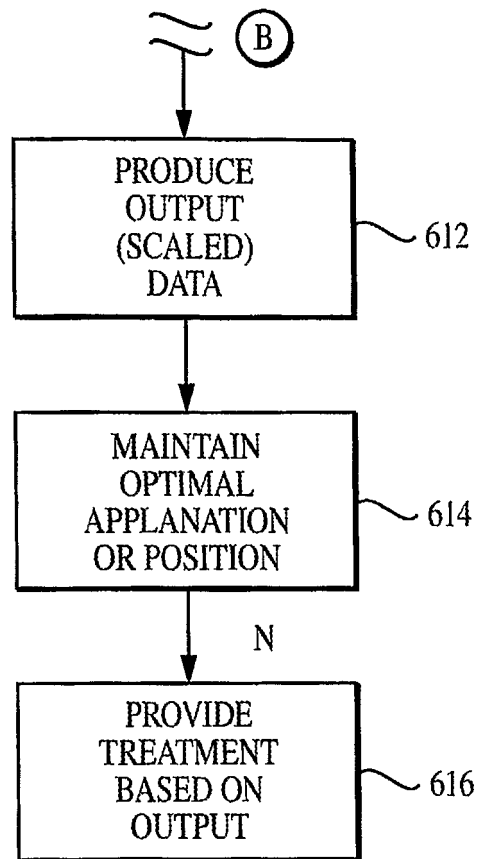 B
PRODUCE
OUTPUT
(SCALED)
DATA
612
MAINTAIN
OPTIMAL
APPLANATION
OR POSITION
614
N
PROVIDE
TREATMENT
BASED ON
OUTPUT
616